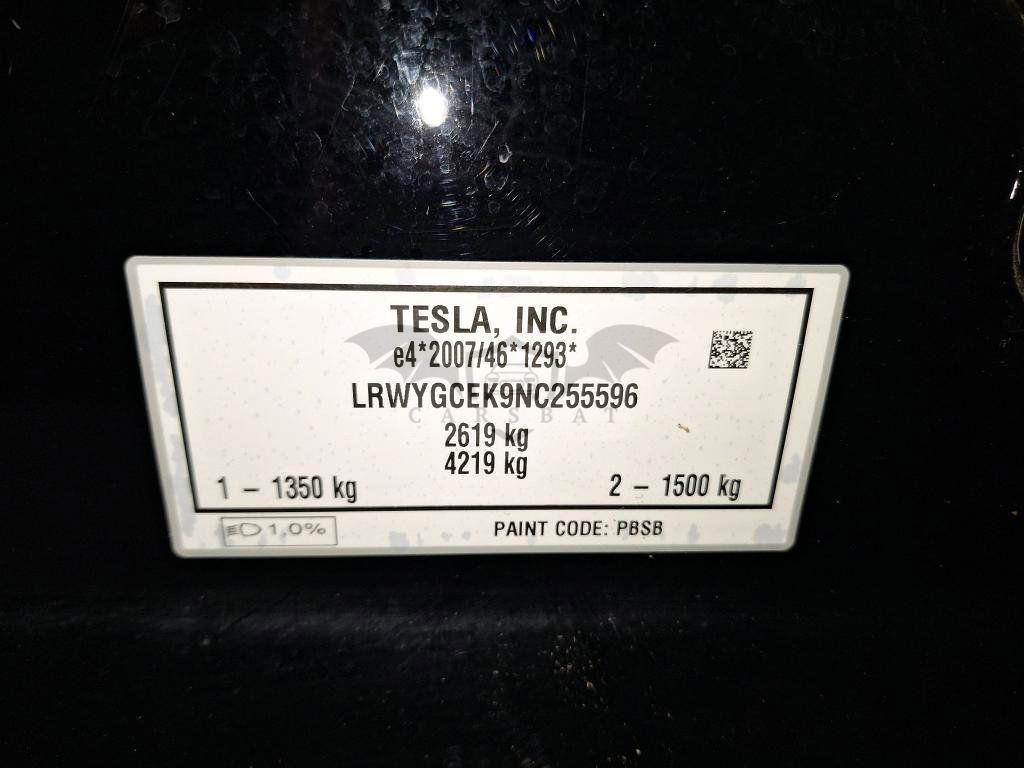 TESLA, INC.
e4*2007/46*1293*
LRWYGCEK9NC255596
CARSBAT
2619 kg
4219 kg
1 – 1350 kg
2 – 1500 kg
1,0%
PAINT CODE: PBSB